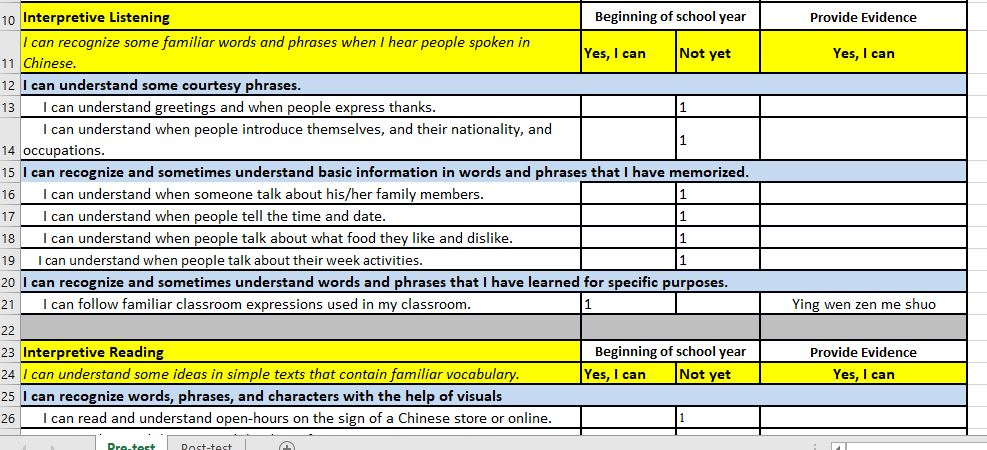 10 Interpretive Listening Beginning of school year Provide Evidence
I can recognize some familiar words and phrases when I hear people spoken in
11 Chinese. Yes, I can Not yet Yes, I can
12 I can understand some courtesy phrases.
13 I can understand greetings and when people express thanks. 1
I can understand when people introduce themselves, and their nationality, and
14 occupations. 1
15 I can recognize and sometimes understand basic information in words and phrases that I have memorized.
16 I can understand when someone talk about his/her family members. 1
17 I can understand when people tell the time and date. 1
18 I can understand when people talk about what food they like and dislike. 1
19 I can understand when people talk about their week activities. 1
20 I can recognize and sometimes understand words and phrases that I have learned for specific purposes.
21 I can follow familiar classroom expressions used in my classroom. 1 Ying wen zen me shuo
22
23 Interpretive Reading Beginning of school year Provide Evidence
24 I can understand some ideas in simple texts that contain familiar vocabulary. Yes, I can Not yet Yes, I can
25 I can recognize words, phrases, and characters with the help of visuals
26 I can read and understand open-hours on the sign of a Chinese store or online. 1
Pre-test Post-test